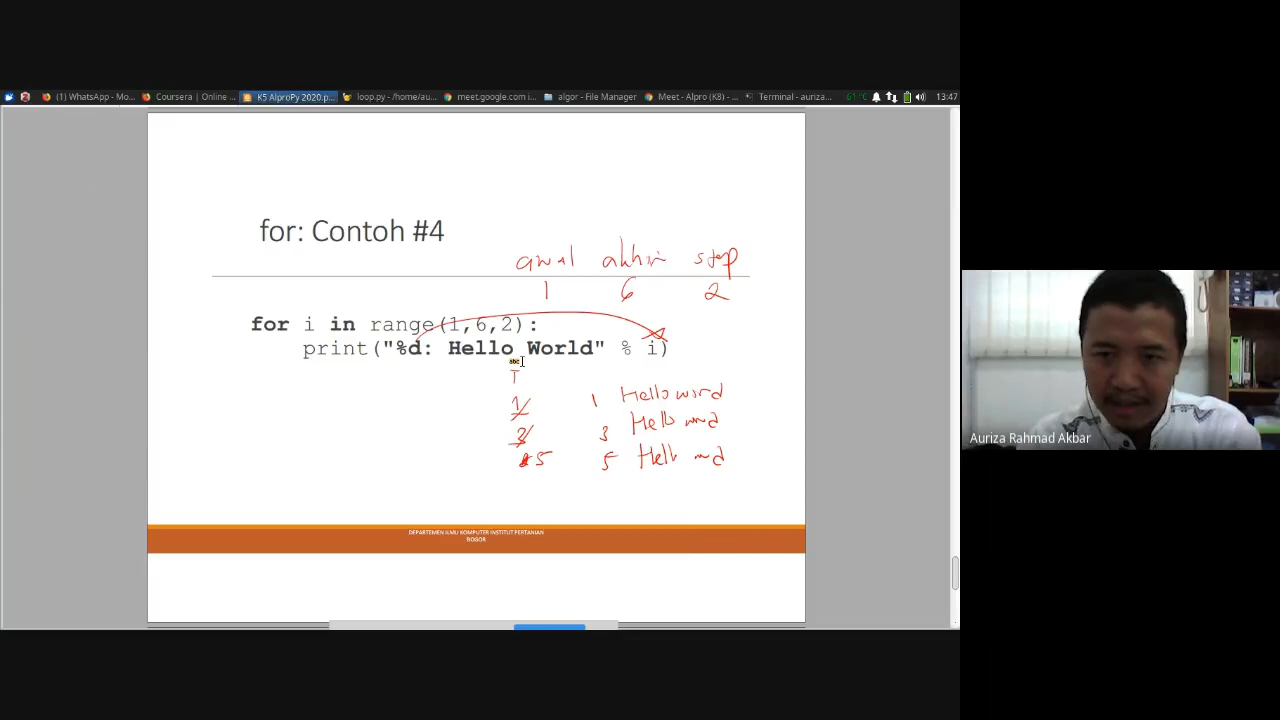 (1) WhatsApp - Mo...
Coursera | Online ...
K5 AlproPy 2020.p...
loop.py - /home/au...
meet.google.com i...
algor - File Manager
Meet - Alpro (K8) - ...
Terminal - auriza...
61°C
13:47
for: Contoh #4
awal akhir step
1 6 2
for i in range(1,6,2):
print("%d: Hello World" % i)
abc
1 1 Hello word
3 3 Hello
5 5 Hello
Auriza Rahmad Akbar
DEPARTEMEN ILMU KOMPUTER INSTITUT PERTANIAN
BOGOR